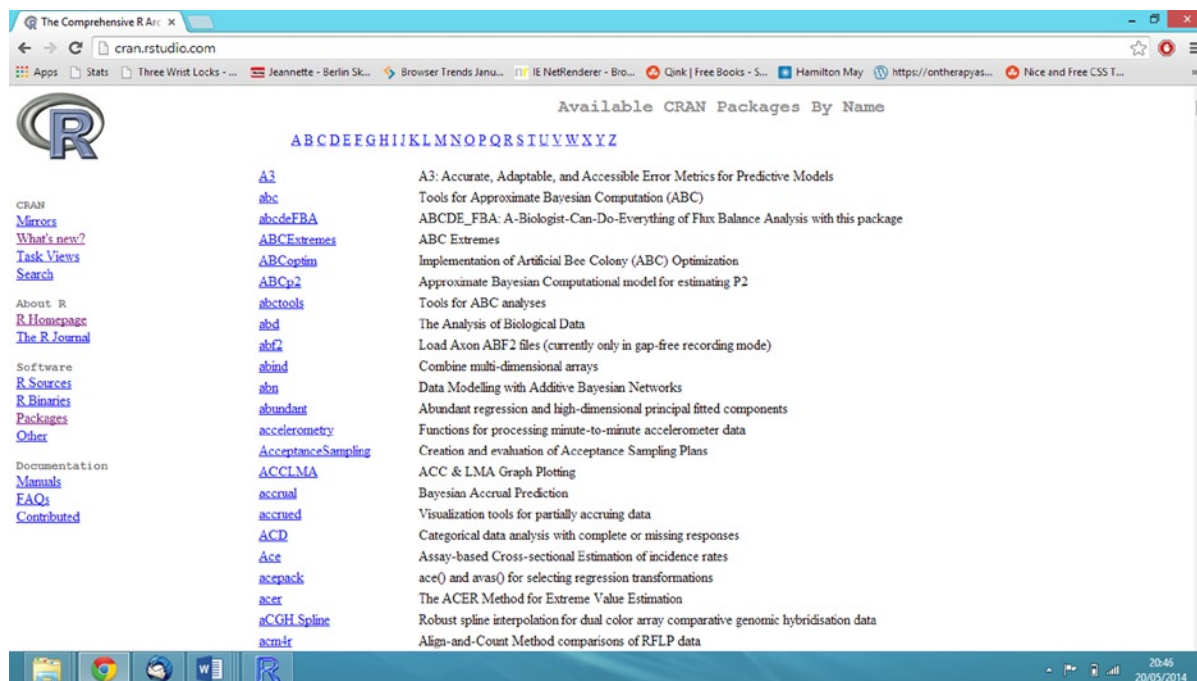 The Comprehensive R Arc
cran.rstudio.com
Apps Stats Three Wrist Locks - ... Jeannette - Berlin Sk... Browser Trends Janu... IE NetRenderer - Bro... Qink | Free Books - S... Hamilton May https://ontherapyas... Nice and Free CSS T...
Available CRAN Packages By Name
A B C D E F G H I J K L M N O P Q R S T U V W X Y Z
R
CRAN
Mirrors
What's new?
Task Views
Search
About R
R Homepage
The R Journal
Software
R Sources
R Binaries
Packages
Other
Documentation
Manuals
FAQs
Contributed
A3 A3: Accurate, Adaptable, and Accessible Error Metrics for Predictive Models
abc Tools for Approximate Bayesian Computation (ABC)
abcdeFBA ABCDE_FBA: A-Biologist-Can-Do-Everything of Flux Balance Analysis with this package
ABCExtremes ABC Extremes
ABCoptim Implementation of Artificial Bee Colony (ABC) Optimization
ABCp2 Approximate Bayesian Computational model for estimating P2
abctools Tools for ABC analyses
abd The Analysis of Biological Data
abf2 Load Axon ABF2 files (currently only in gap-free recording mode)
abind Combine multi-dimensional arrays
abn Data Modelling with Additive Bayesian Networks
abundant Abundant regression and high-dimensional principal fitted components
accelerometry Functions for processing minute-to-minute accelerometer data
AcceptanceSampling Creation and evaluation of Acceptance Sampling Plans
ACCLMA ACC & LMA Graph Plotting
accrual Bayesian Accrual Prediction
accrued Visualization tools for partially accruing data
ACD Categorical data analysis with complete or missing responses
Ace Assay-based Cross-sectional Estimation of incidence rates
acepack ace() and avas() for selecting regression transformations
acer The ACER Method for Extreme Value Estimation
aCGH.Spline Robust spline interpolation for dual color array comparative genomic hybridisation data
acm4r Align-and-Count Method comparisons of RFLP data
20:46
20/05/2014